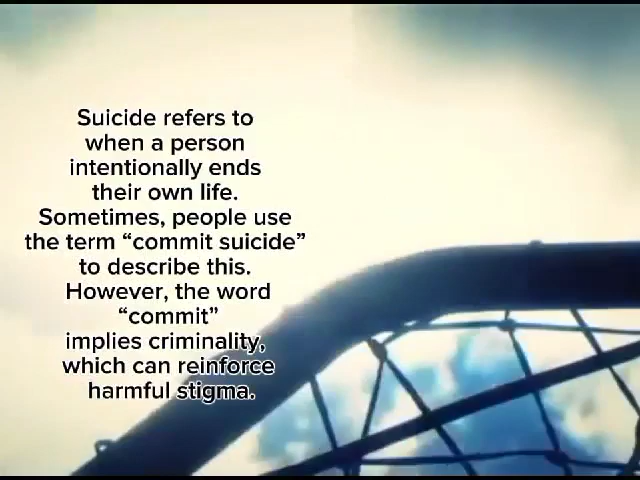 Suicide refers to
when a person
intentionally ends
their own life.
Sometimes, people use
the term “commit suicide”
to describe this.
However, the word
“commit”
implies criminality,
which can reinforce
harmful stigma.